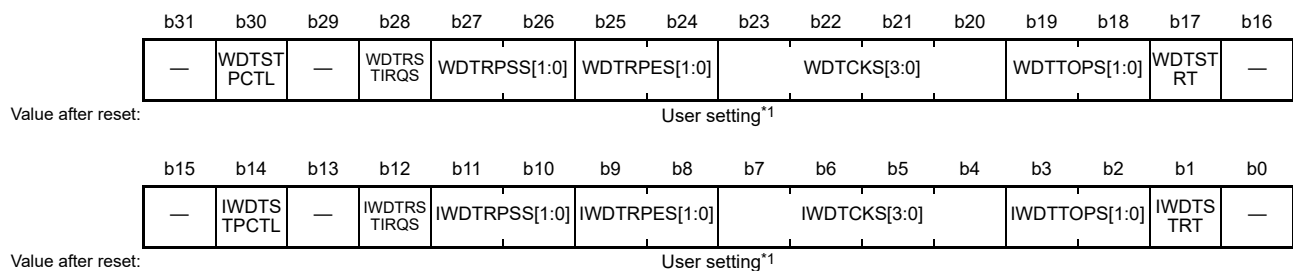 b31 b30 b29 b28 b27 b26 b25 b24 b23 b22 b21 b20 b19 b18 b17 b16
— WDTST PCTL — WDTRS TIRQS WDTRPSS[1:0] WDTRPES[1:0] WDTCKS[3:0] WDTTOPS[1:0] WDTST RT —
Value after reset: User setting*1
b15 b14 b13 b12 b11 b10 b9 b8 b7 b6 b5 b4 b3 b2 b1 b0
— IWDTS TPCTL — IWDTRS TIRQS IWDTRPSS[1:0] IWDTRPES[1:0] IWDTCKS[3:0] IWDTTOPS[1:0] IWDTS TRT —
Value after reset: User setting*1